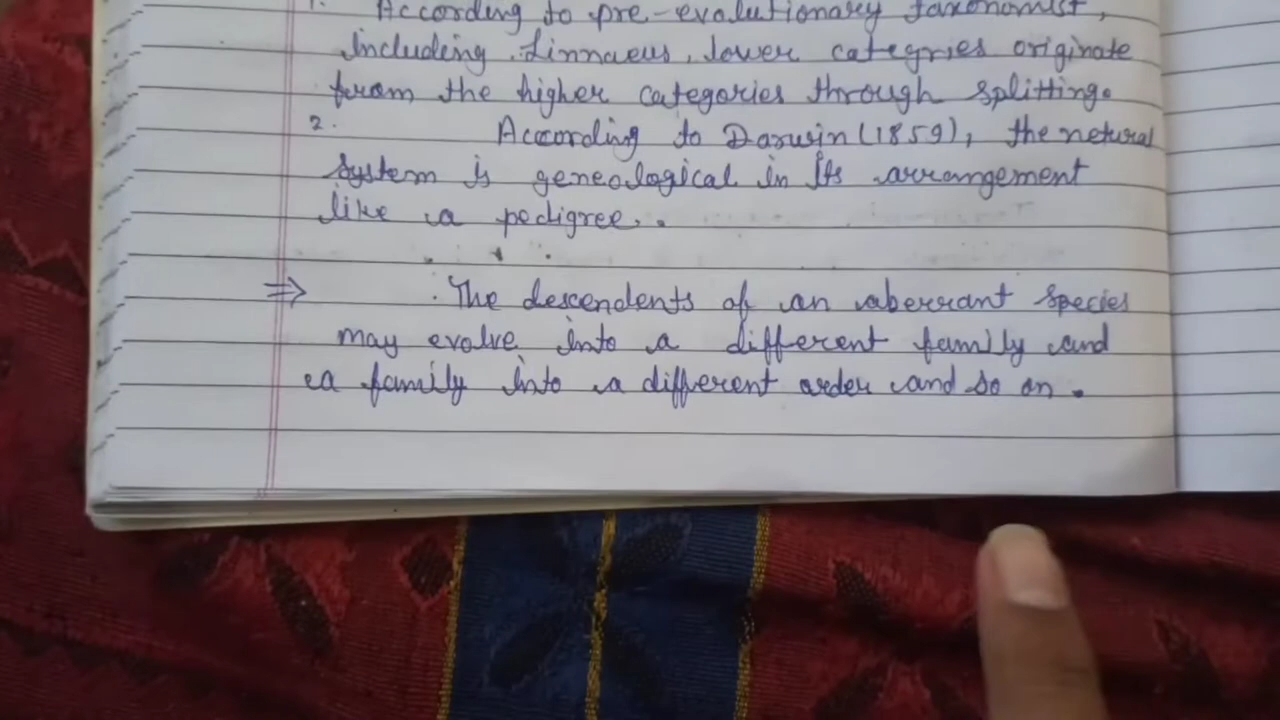 1. According to pre-evolutionary taxonomist,
including Linnaeus, lower categries originate
from the higher categories through splitting.
2. According to Darwin (1859), the netural
system is geneological in its arrangement
like a pedigree.
⇒ The descendents of an aberrant species
may evolve into a different family and
a family into a different order and so on.